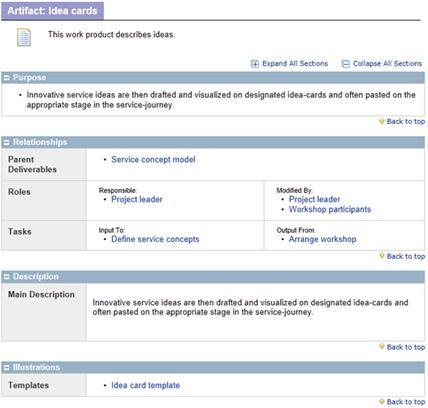 Artifact: Idea cards
This work product describes ideas.
Expand All Sections Collapse All Sections
Purpose
• Innovative service ideas are then drafted and visualized on designated idea-cards and often pasted on the
appropriate stage in the service-journey.
Back to top
Relationships
Parent
Deliverables
• Service concept model
Roles
Responsible:
• Project leader
Modified By:
• Project leader
• Workshop participants
Tasks
Input To:
• Define service concepts
Output From:
• Arrange workshop
Back to top
Description
Main Description
Innovative service ideas are then drafted and visualized on designated idea-cards and
often pasted on the appropriate stage in the service-journey.
Back to top
Illustrations
Templates
• Idea card template
Back to top